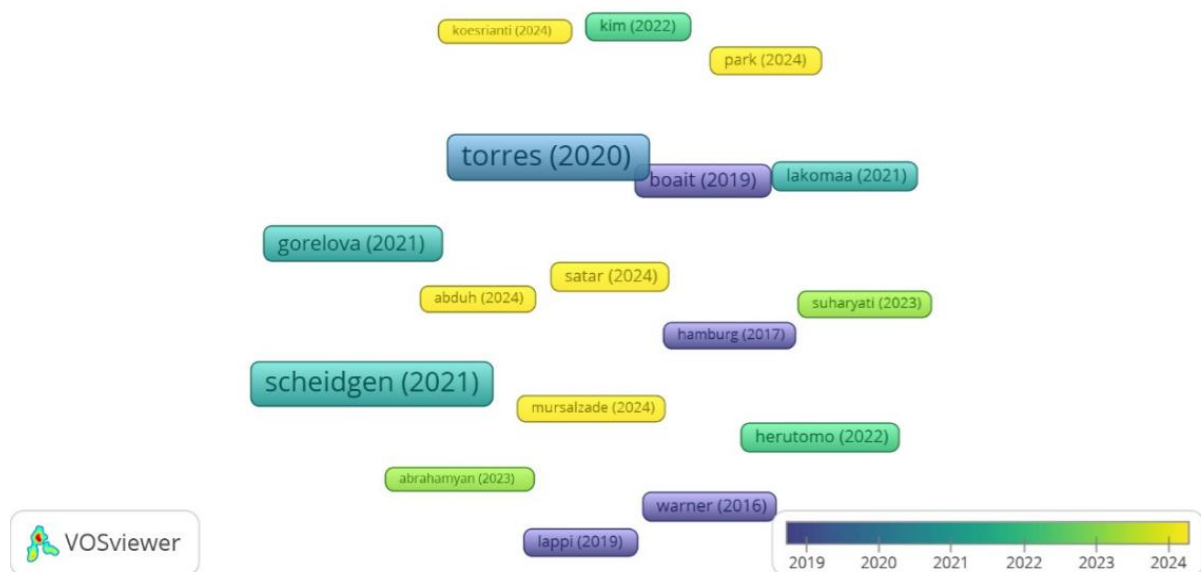 koesrianti (2024)
kim (2022)
park (2024)
torres (2020)
boait (2019)
lakomaa (2021)
gorelova (2021)
satar (2024)
abduh (2024)
suharyati (2023)
hamburg (2017)
scheidgen (2021)
mursalzade (2024)
herutomo (2022)
abrahamyan (2023)
warner (2016)
lappi (2019)
VOSviewer
2019 2020 2021 2022 2023 2024